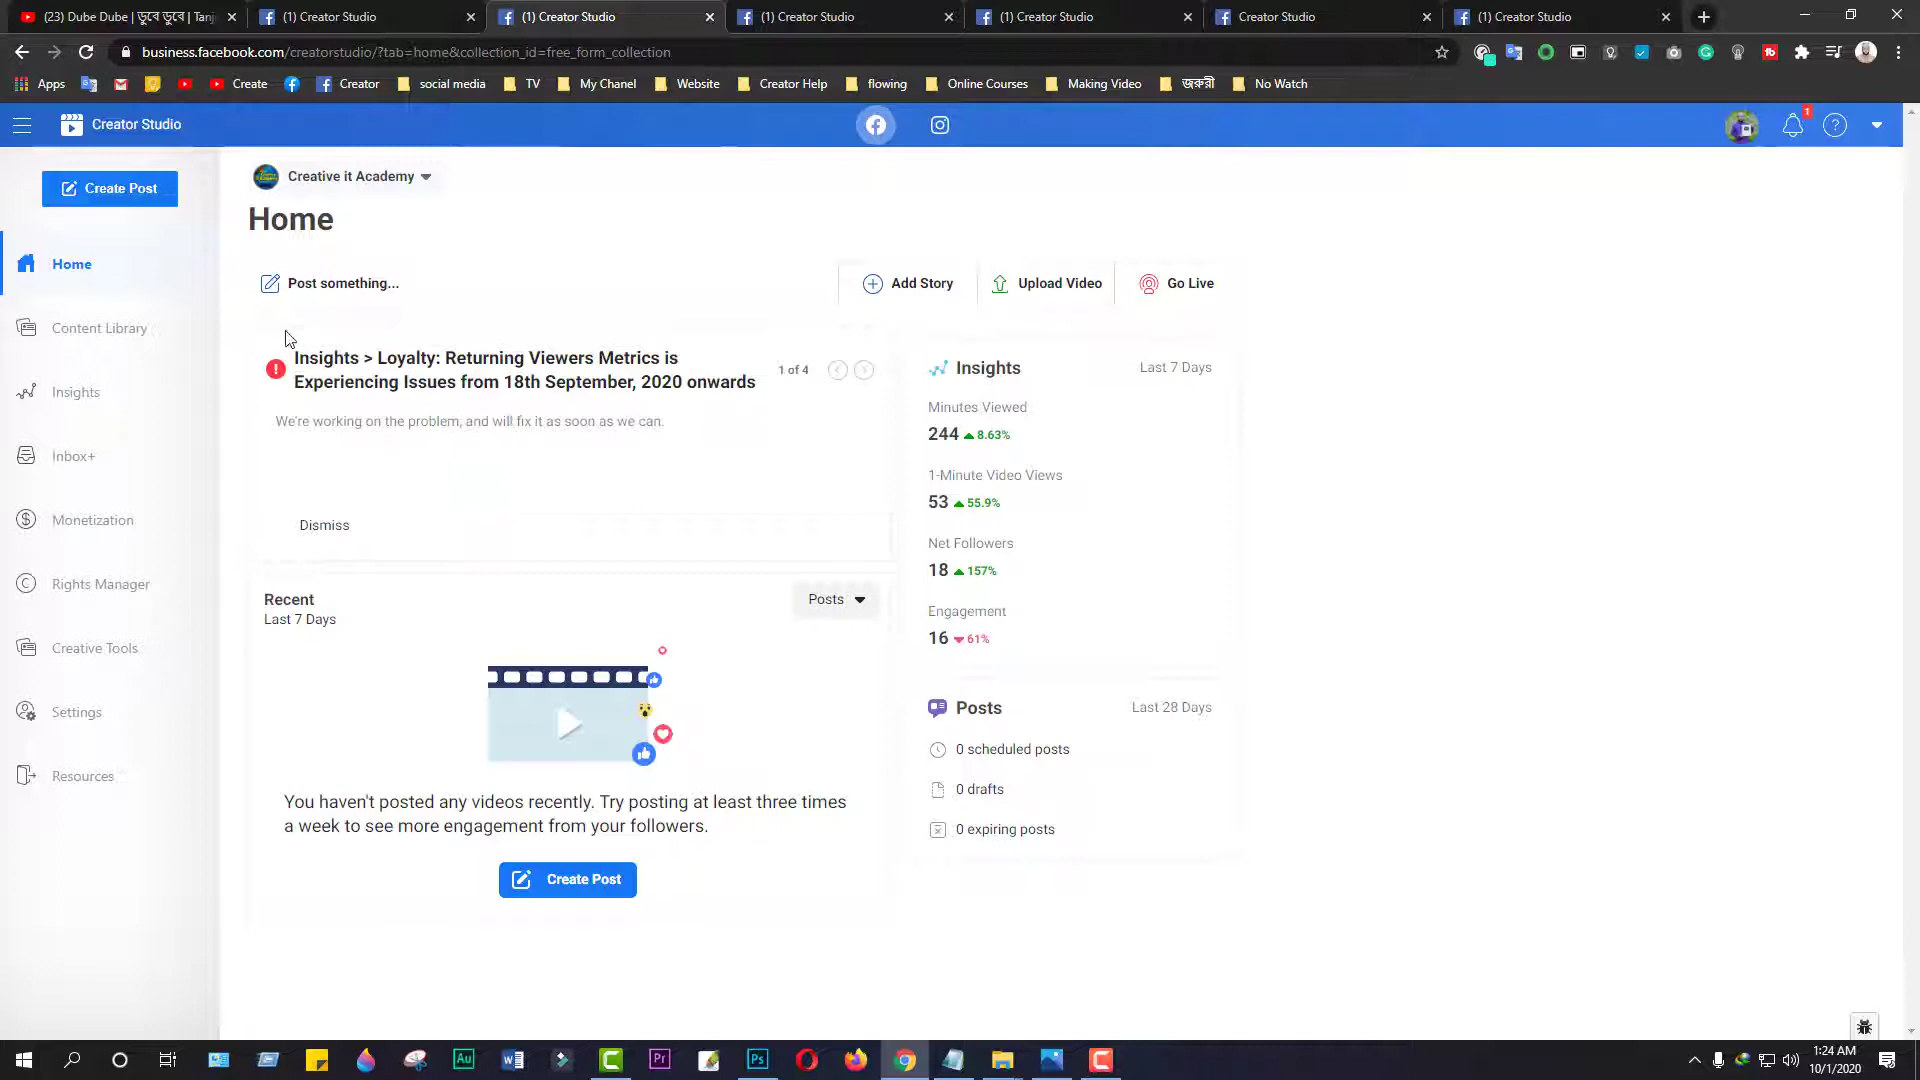 (23) Dube Dube | ডুবে ডুবে | Tanj
(1) Creator Studio
(1) Creator Studio
(1) Creator Studio
(1) Creator Studio
Creator Studio
(1) Creator Studio
business.facebook.com/creatorstudio/?tab=home&collection_id=free_form_collection
Apps
Create
Creator
social media
TV
My Chanel
Website
Creator Help
flowing
Online Courses
Making Video
জরুরী
No Watch
Creator Studio
1
Create Post
Home
Content Library
Insights
Inbox+
Monetization
Rights Manager
Creative Tools
Settings
Resources
Creative it Academy
Home
Post something...
Add Story
Upload Video
Go Live
Insights > Loyalty: Returning Viewers Metrics is
Experiencing Issues from 18th September, 2020 onwards
1 of 4
We're working on the problem, and will fix it as soon as we can.
Dismiss
Recent
Last 7 Days
Posts
You haven't posted any videos recently. Try posting at least three times
a week to see more engagement from your followers.
Create Post
Insights
Last 7 Days
Minutes Viewed
244 8.63%
1-Minute Video Views
53 55.9%
Net Followers
18 157%
Engagement
16 61%
Posts
Last 28 Days
0 scheduled posts
0 drafts
0 expiring posts
Au
Pr
Ps
1:24 AM
10/1/2020